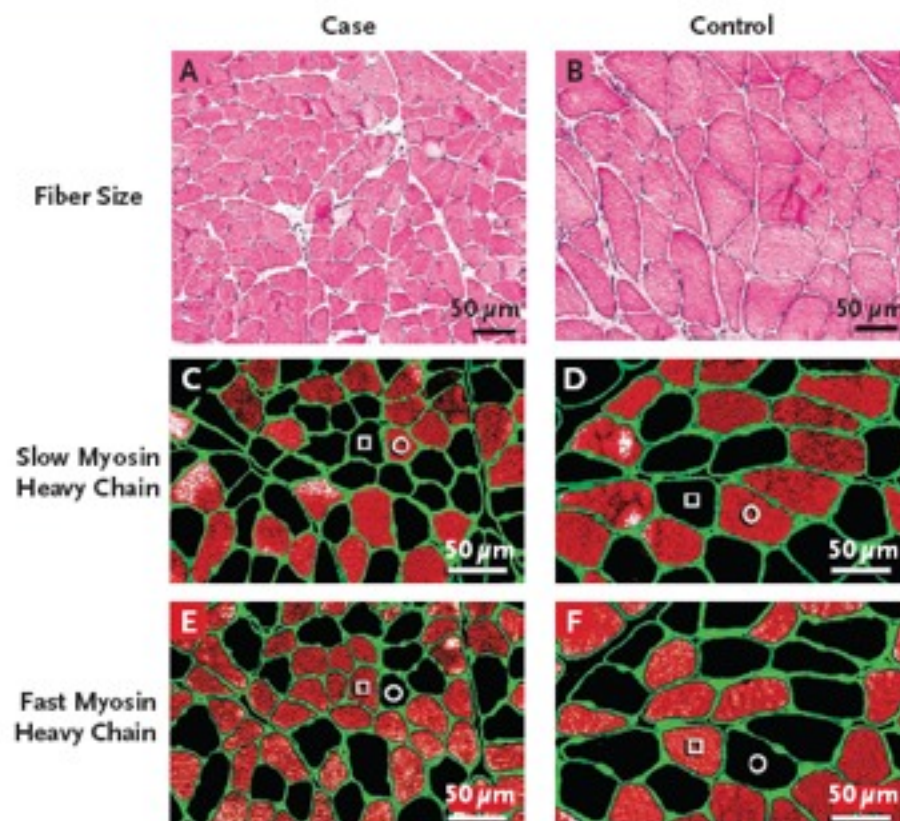 Case
Control
A
B
Fiber Size
50 µm
50 µm
C
D
Slow Myosin
Heavy Chain
50 µm
50 µm
E
F
Fast Myosin
Heavy Chain
50 µm
50 µm